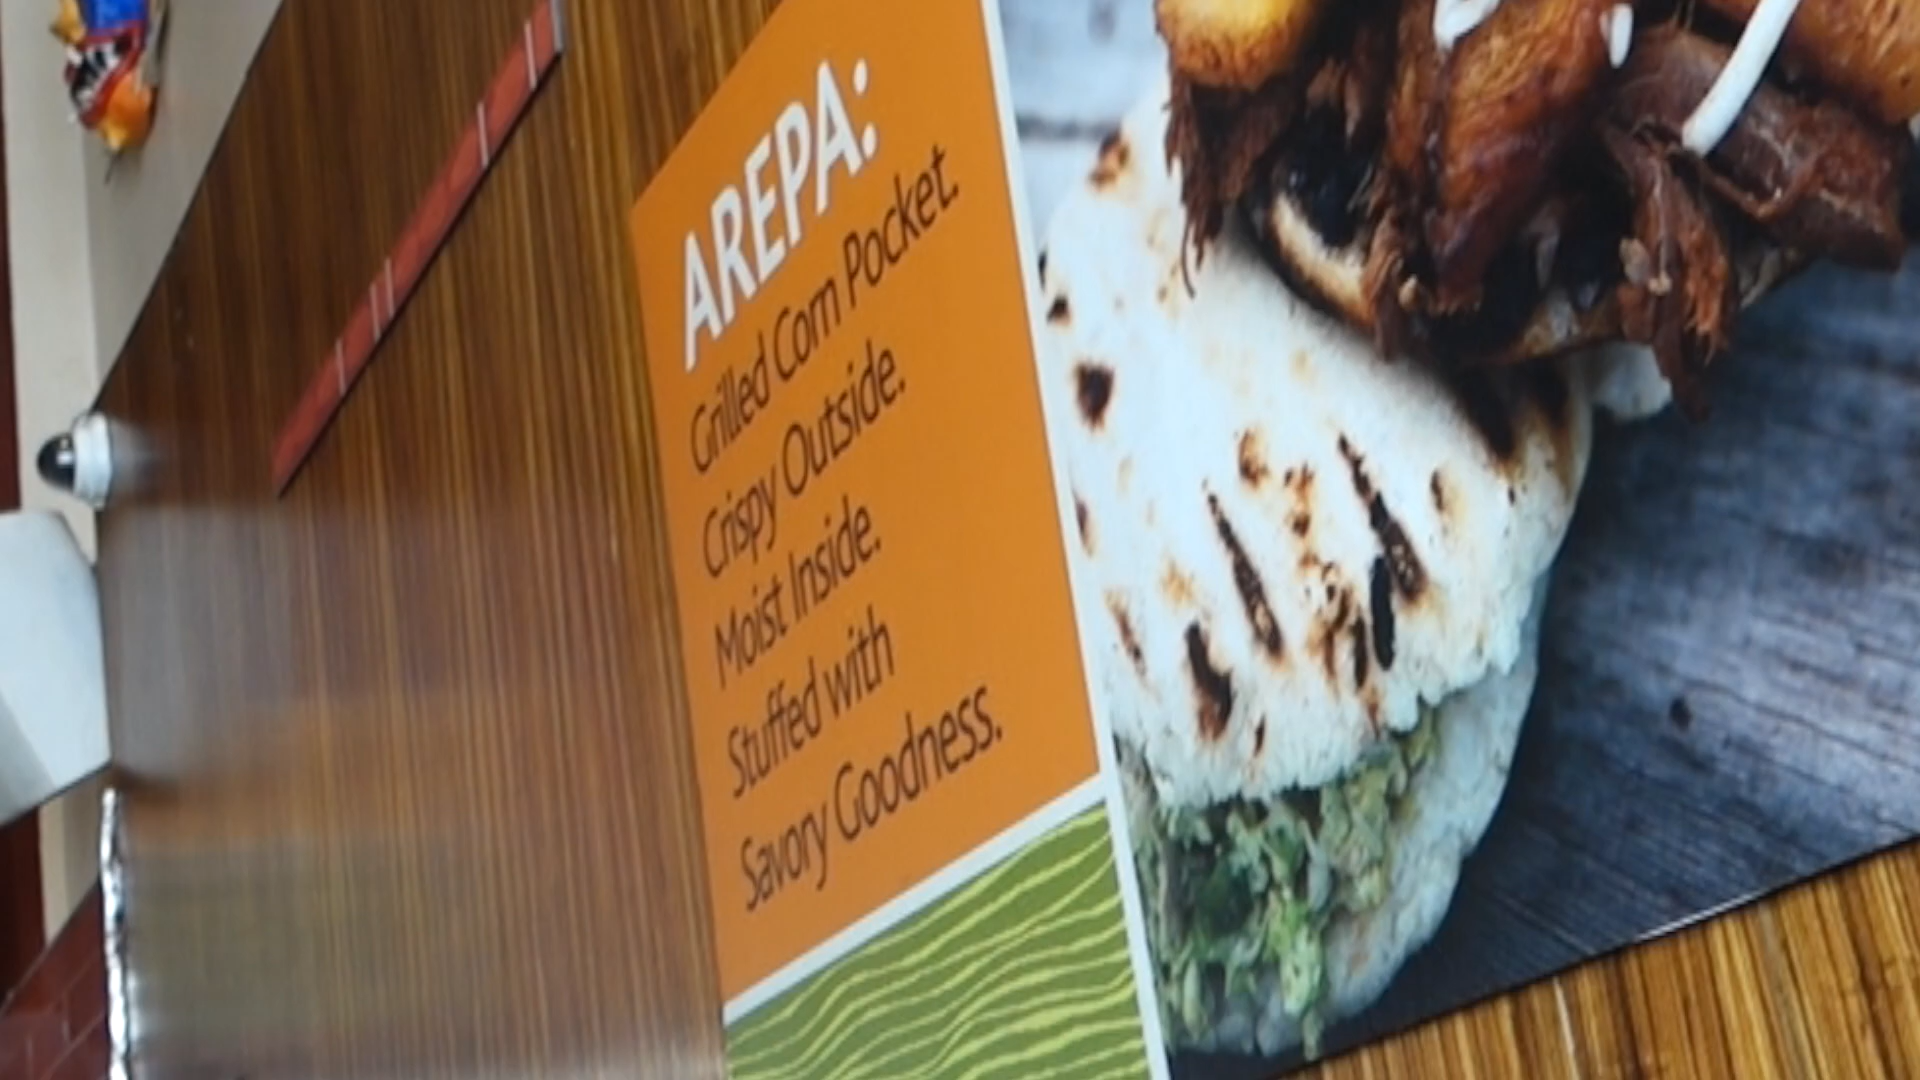 AREPA:
Grilled Corn Pocket.
Crispy Outside.
Moist Inside.
Stuffed with
Savory Goodness.